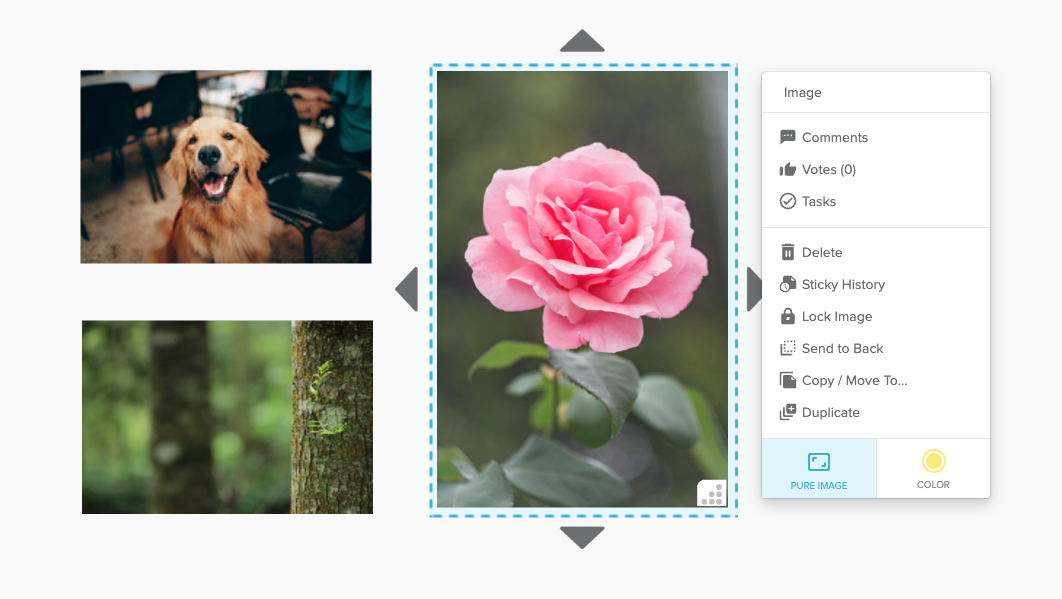 Image
Comments
Votes (0)
Tasks
Delete
Sticky History
Lock Image
Send to Back
Copy / Move To...
Duplicate
PURE IMAGE
COLOR